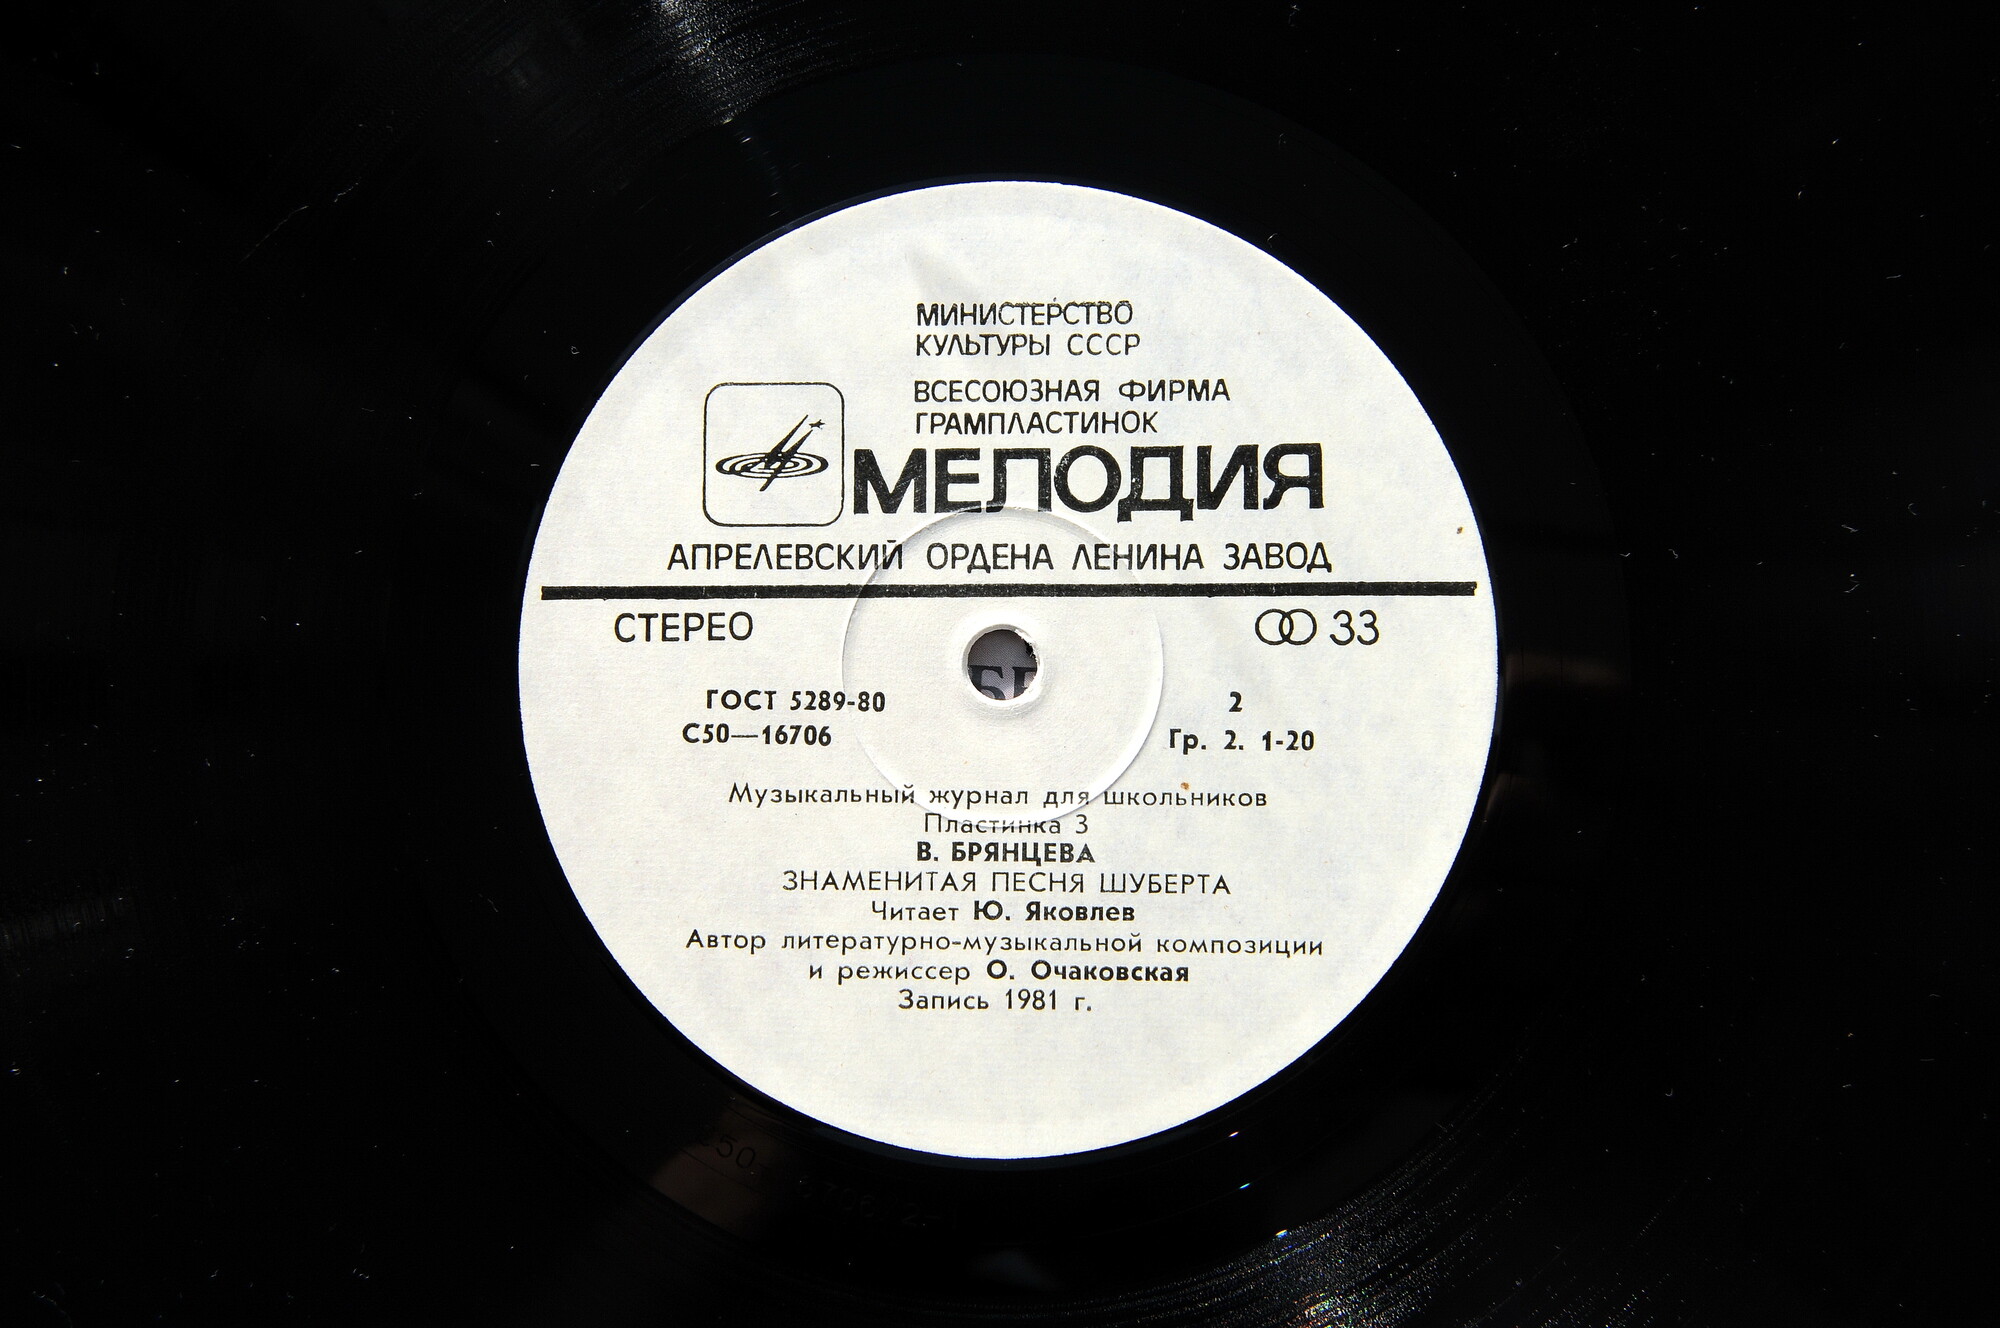 МИНИСТЕРСТВО
КУЛЬТУРЫ СССР
ВСЕСОЮЗНАЯ ФИРМА
ГРАМПЛАСТИНОК
МЕЛОДИЯ
АПРЕЛЕВСКИЙ ОРДЕНА ЛЕНИНА ЗАВОД
СТЕРЕО 33
ГОСТ 5289-80 2
С50—16706 Гр. 2. 1-20
Музыкальный журнал для школьников
Пластинка 3
В. БРЯНЦЕВА
ЗНАМЕНИТАЯ ПЕСНЯ ШУБЕРТА
Читает Ю. Яковлев
Автор литературно-музыкальной композиции
и режиссер О. Очаковская
Запись 1981 г.